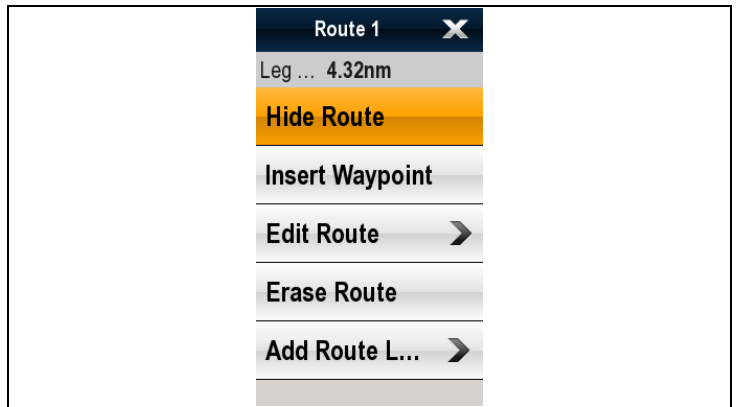 Route 1
Leg ... 4.32nm
Hide Route
Insert Waypoint
Edit Route
Erase Route
Add Route L...